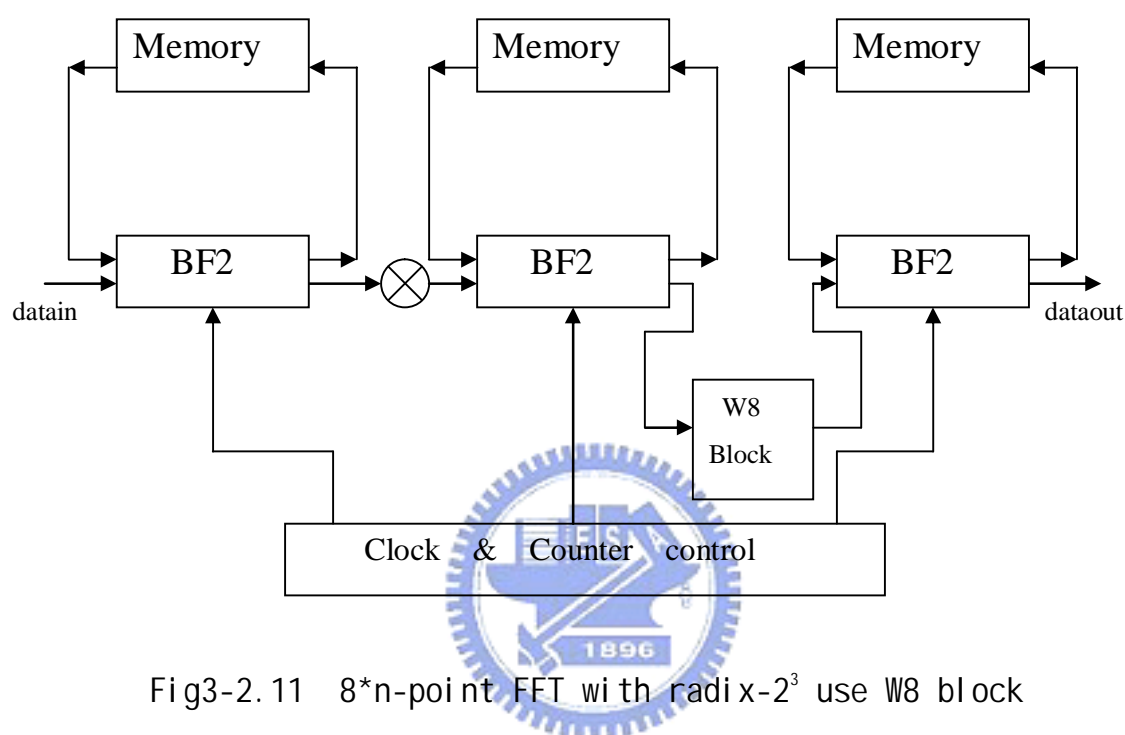 Memory Memory Memory
BF2 BF2 BF2
datain dataout
W8
Block
Clock & Counter control
E S A
1896
Fig3-2.11 8*n-point FFT with radix-2³ use W8 block